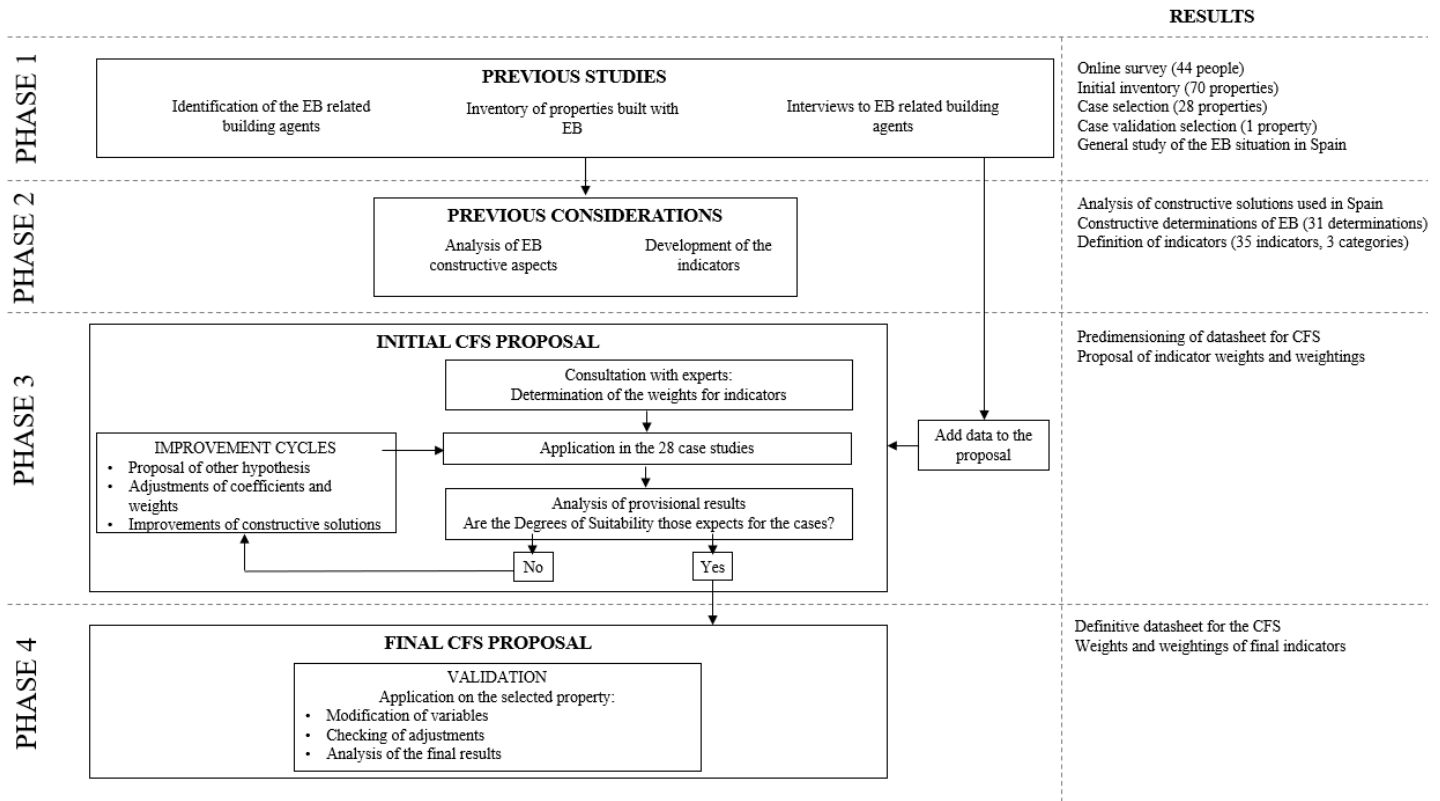 RESULTS
PHASE 1
PREVIOUS STUDIES
Identification of the EB related
building agents
Inventory of properties built with
EB
Interviews to EB related building
agents
Online survey (44 people)
Initial inventory (70 properties)
Case selection (28 properties)
Case validation selection (1 property)
General study of the EB situation in Spain
PHASE 2
PREVIOUS CONSIDERATIONS
Analysis of EB
constructive aspects
Development of the
indicators
Analysis of constructive solutions used in Spain
Constructive determinations of EB (31 determinations)
Definition of indicators (35 indicators, 3 categories)
PHASE 3
INITIAL CFS PROPOSAL
Consultation with experts:
Determination of the weights for indicators
IMPROVEMENT CYCLES
• Proposal of other hypothesis
• Adjustments of coefficients and
weights
• Improvements of constructive solutions
Application in the 28 case studies
Analysis of provisional results
Are the Degrees of Suitability those expects for the cases?
No
Yes
Add data to the
proposal
Predimensioning of datasheet for CFS
Proposal of indicator weights and weightings
PHASE 4
FINAL CFS PROPOSAL
VALIDATION
Application on the selected property:
• Modification of variables
• Checking of adjustments
• Analysis of the final results
Definitive datasheet for the CFS
Weights and weightings of final indicators